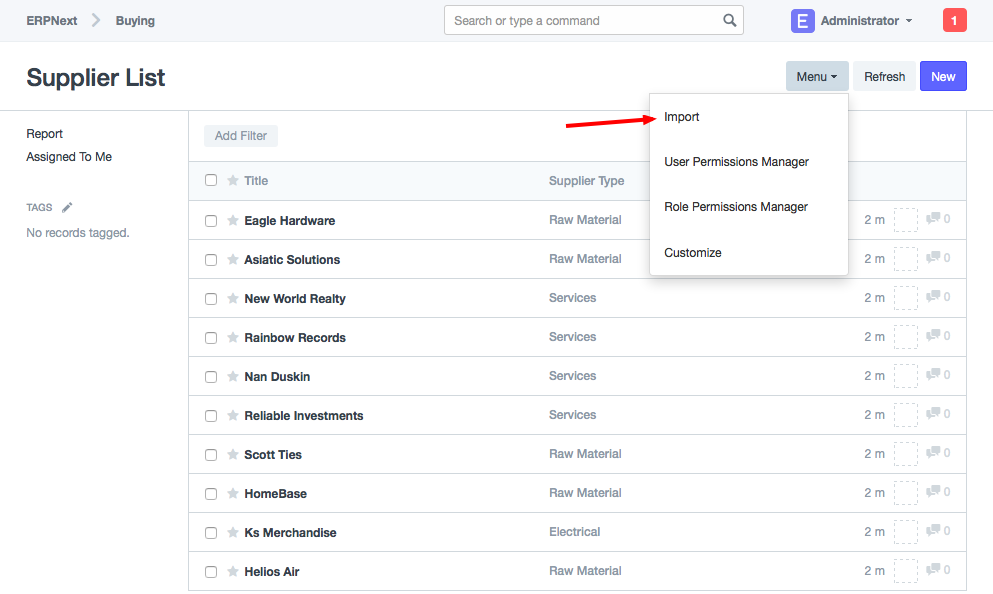 ERPNext Buying Search or type a command E Administrator 1
Supplier List Menu Refresh New
Import
User Permissions Manager
Role Permissions Manager
Customize
Report
Assigned To Me
TAGS
No records tagged.
Add Filter
Title Supplier Type
Eagle Hardware Raw Material 2 m 0
Asiatic Solutions Raw Material 2 m 0
New World Realty Services 2 m 0
Rainbow Records Services 2 m 0
Nan Duskin Services 2 m 0
Reliable Investments Services 2 m 0
Scott Ties Raw Material 2 m 0
HomeBase Raw Material 2 m 0
Ks Merchandise Electrical 2 m 0
Helios Air Raw Material 2 m 0